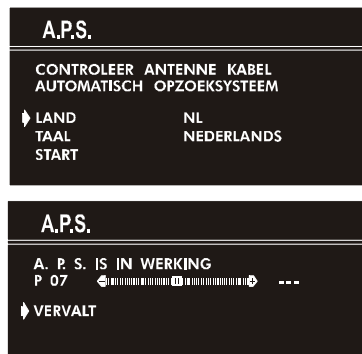 A.P.S.
CONTROLEER ANTENNE KABEL
AUTOMATISCH OPZOEKSYSTEEM
LAND NL
TAAL NEDERLANDS
START
A.P.S.
A. P. S. IS IN WERKING
P 07 ---
VERVALT